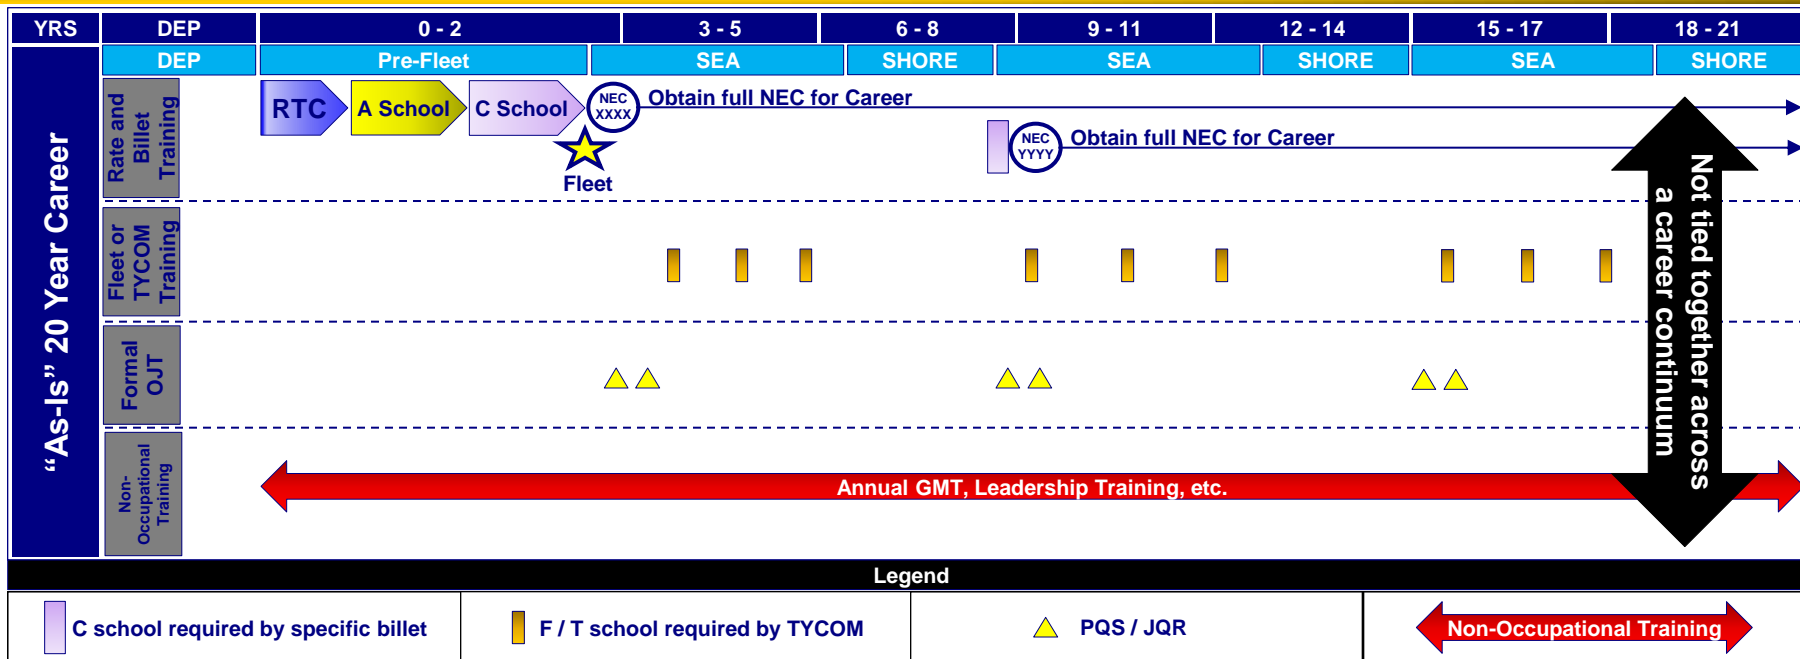 YRS DEP 0 - 2 3 - 5 6 - 8 9 - 11 12 - 14 15 - 17 18 - 21
DEP Pre-Fleet SEA SHORE SEA SHORE SEA SHORE
“As-Is” 20 Year Career
Rate and
Billet
Training
RTC
A School
C School
NEC
XXXX
Obtain full NEC for Career
Fleet
NEC
YYYY
Obtain full NEC for Career
Not tied together across
a career continuum
Fleet or
TYCOM
Training
Formal
OJT
Non-
Occupational
Training
Annual GMT, Leadership Training, etc.
Legend
C school required by specific billet
F / T school required by TYCOM
PQS / JQR
Non-Occupational Training